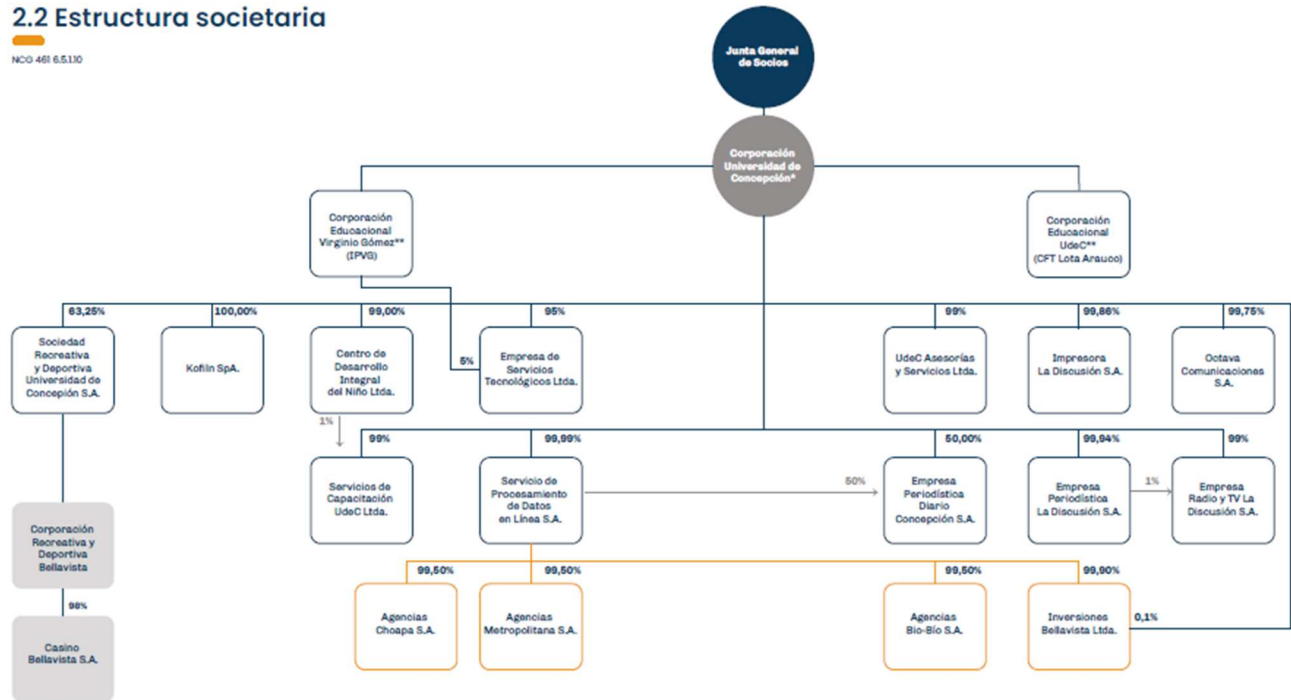 2.2 Estructura societaria
NCG 461 6.5.1.10
Junta General
de Socios
Corporación
Universidad de
Concepción*
Corporación
Educacional
Virginio Gómez**
(IPVG)
Corporación
Educacional
UdeC**
(CFT Lota Arauco)
63,25%
100,00%
99,00%
95%
99%
99,86%
99,75%
Sociedad
Recreativa
y Deportiva
Universidad de
Concepión S.A.
Kofiln SpA.
Centro de
Desarrollo
Integral
del Niño Ltda.
5%
Empresa de
Servicios
Tecnológicos Ltda.
UdeC Asesorías
y Servicios Ltda.
Impresora
La Discusión S.A.
Octava
Comunicaciones
S.A.
1%
99%
99,99%
50,00%
99,94%
99%
Servicios de
Capacitación
UdeC Ltda.
Servicio de
Procesamiento
de Datos
en Línea S.A.
50%
Empresa
Periodística
Diario
Concepción S.A.
Empresa
Periodística
La Discusión S.A.
1%
Empresa
Radio y TV La
Discusión S.A.
Corporación
Recreativa y
Deportiva
Bellavista
98%
Casino
Bellavista S.A.
99,50%
99,50%
99,50%
99,90%
Agencias
Choapa S.A.
Agencias
Metropolitana S.A.
Agencias
Bio-Bío S.A.
Inversiones
Bellavista Ltda.
0,1%